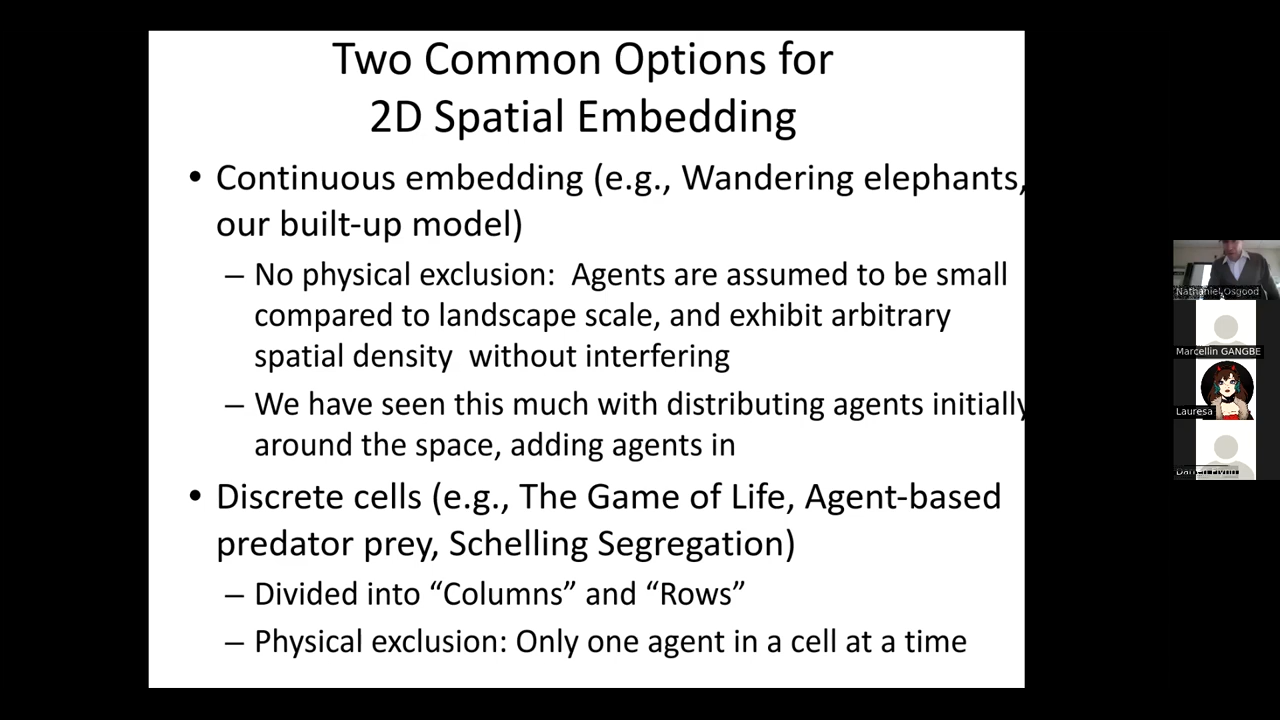 Two Common Options for
2D Spatial Embedding
• Continuous embedding (e.g., Wandering elephants,
our built-up model)
– No physical exclusion: Agents are assumed to be small
compared to landscape scale, and exhibit arbitrary
spatial density without interfering
– We have seen this much with distributing agents initially
around the space, adding agents in
• Discrete cells (e.g., The Game of Life, Agent-based
predator prey, Schelling Segregation)
– Divided into “Columns” and “Rows”
– Physical exclusion: Only one agent in a cell at a time
Nathaniel Osgood
Marcellin GANGBE
Lauresa